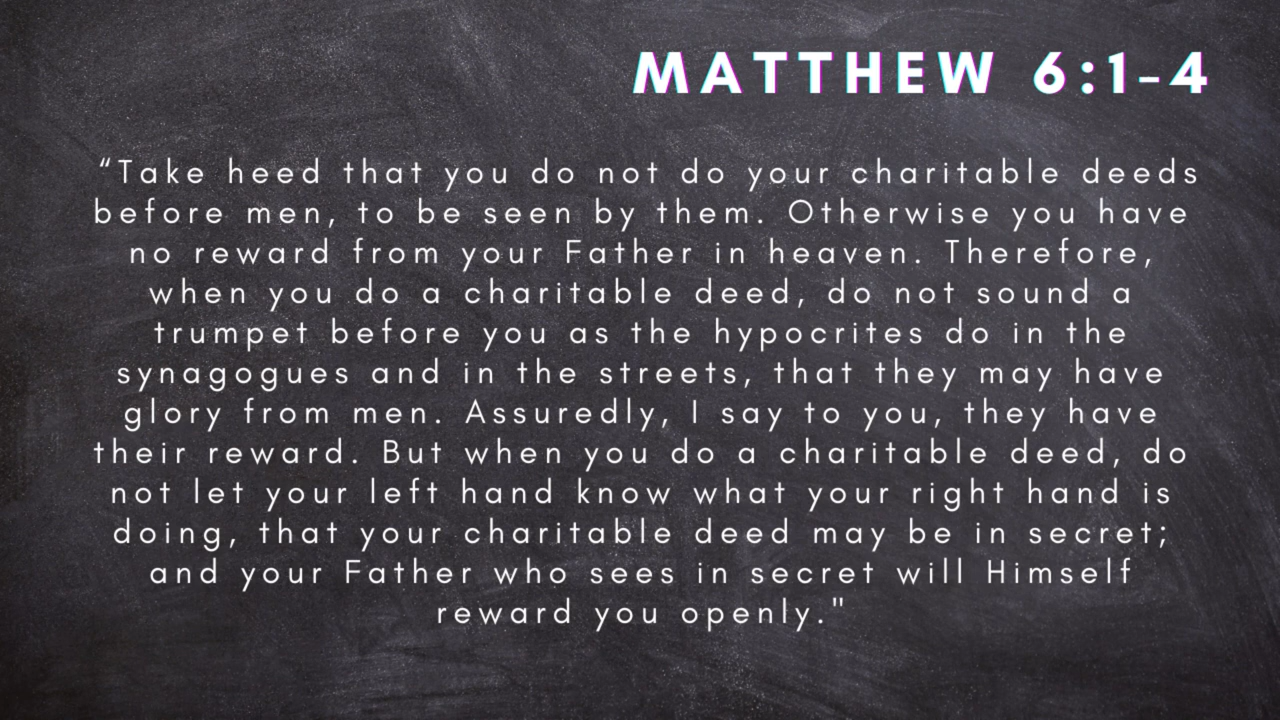 MATTHEW 6:1-4
“Take heed that you do not do your charitable deeds
before men, to be seen by them. Otherwise you have
no reward from your Father in heaven. Therefore,
when you do a charitable deed, do not sound a
trumpet before you as the hypocrites do in the
synagogues and in the streets, that they may have
glory from men. Assuredly, I say to you, they have
their reward. But when you do a charitable deed, do
not let your left hand know what your right hand is
doing, that your charitable deed may be in secret;
and your Father who sees in secret will Himself
reward you openly."